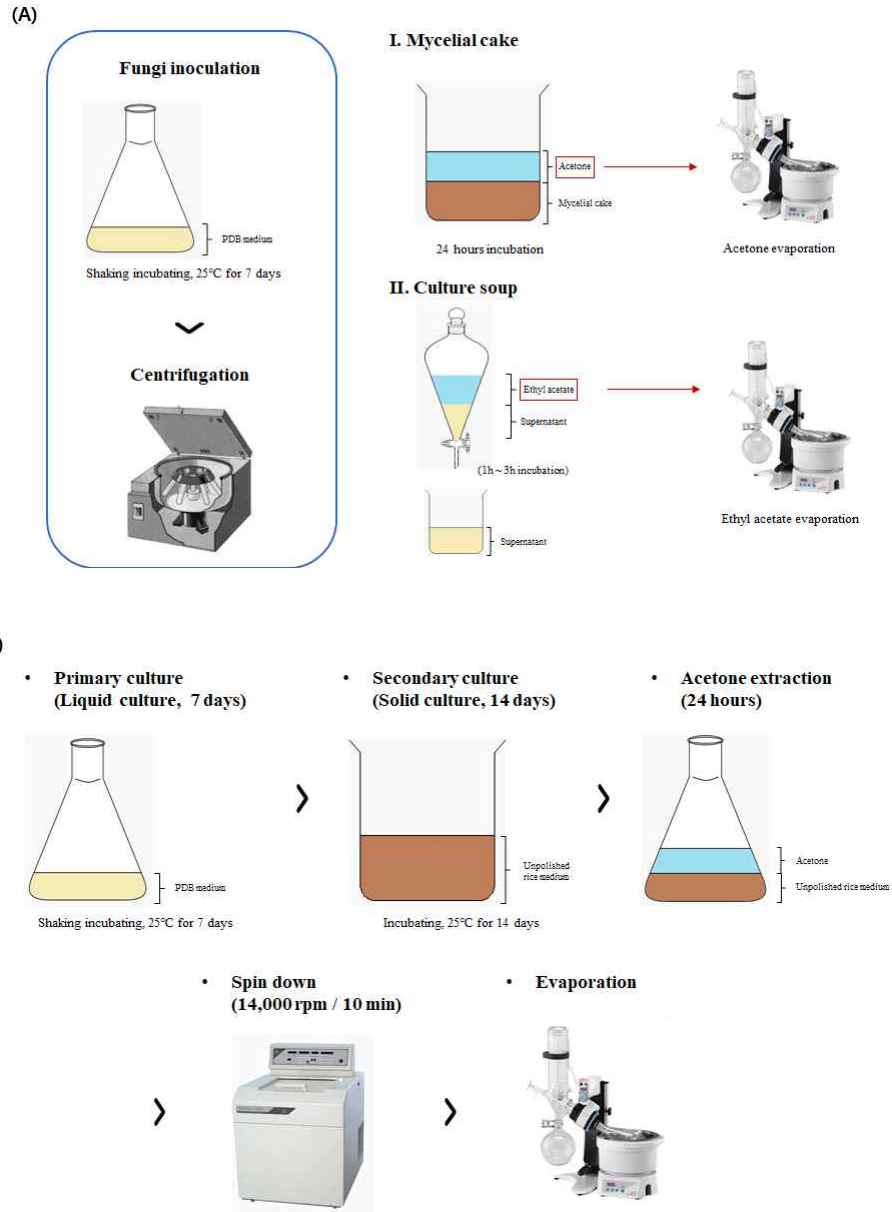 (A)
Fungi inoculation
PDB medium
Shaking incubating, 25℃ for 7 days
Centrifugation
I. Mycelial cake
Acetone
Mycelial cake
24 hours incubation
Acetone evaporation
II. Culture soup
Ethyl acetate
Supernatant
(1h ~ 3h incubation)
Supernatant
Ethyl acetate evaporation
)
• Primary culture
(Liquid culture, 7 days)
PDB medium
Shaking incubating, 25℃ for 7 days
• Secondary culture
(Solid culture, 14 days)
Unpolished
rice medium
Incubating, 25℃ for 14 days
• Acetone extraction
(24 hours)
Acetone
Unpolished rice medium
• Spin down
(14,000 rpm / 10 min)
• Evaporation